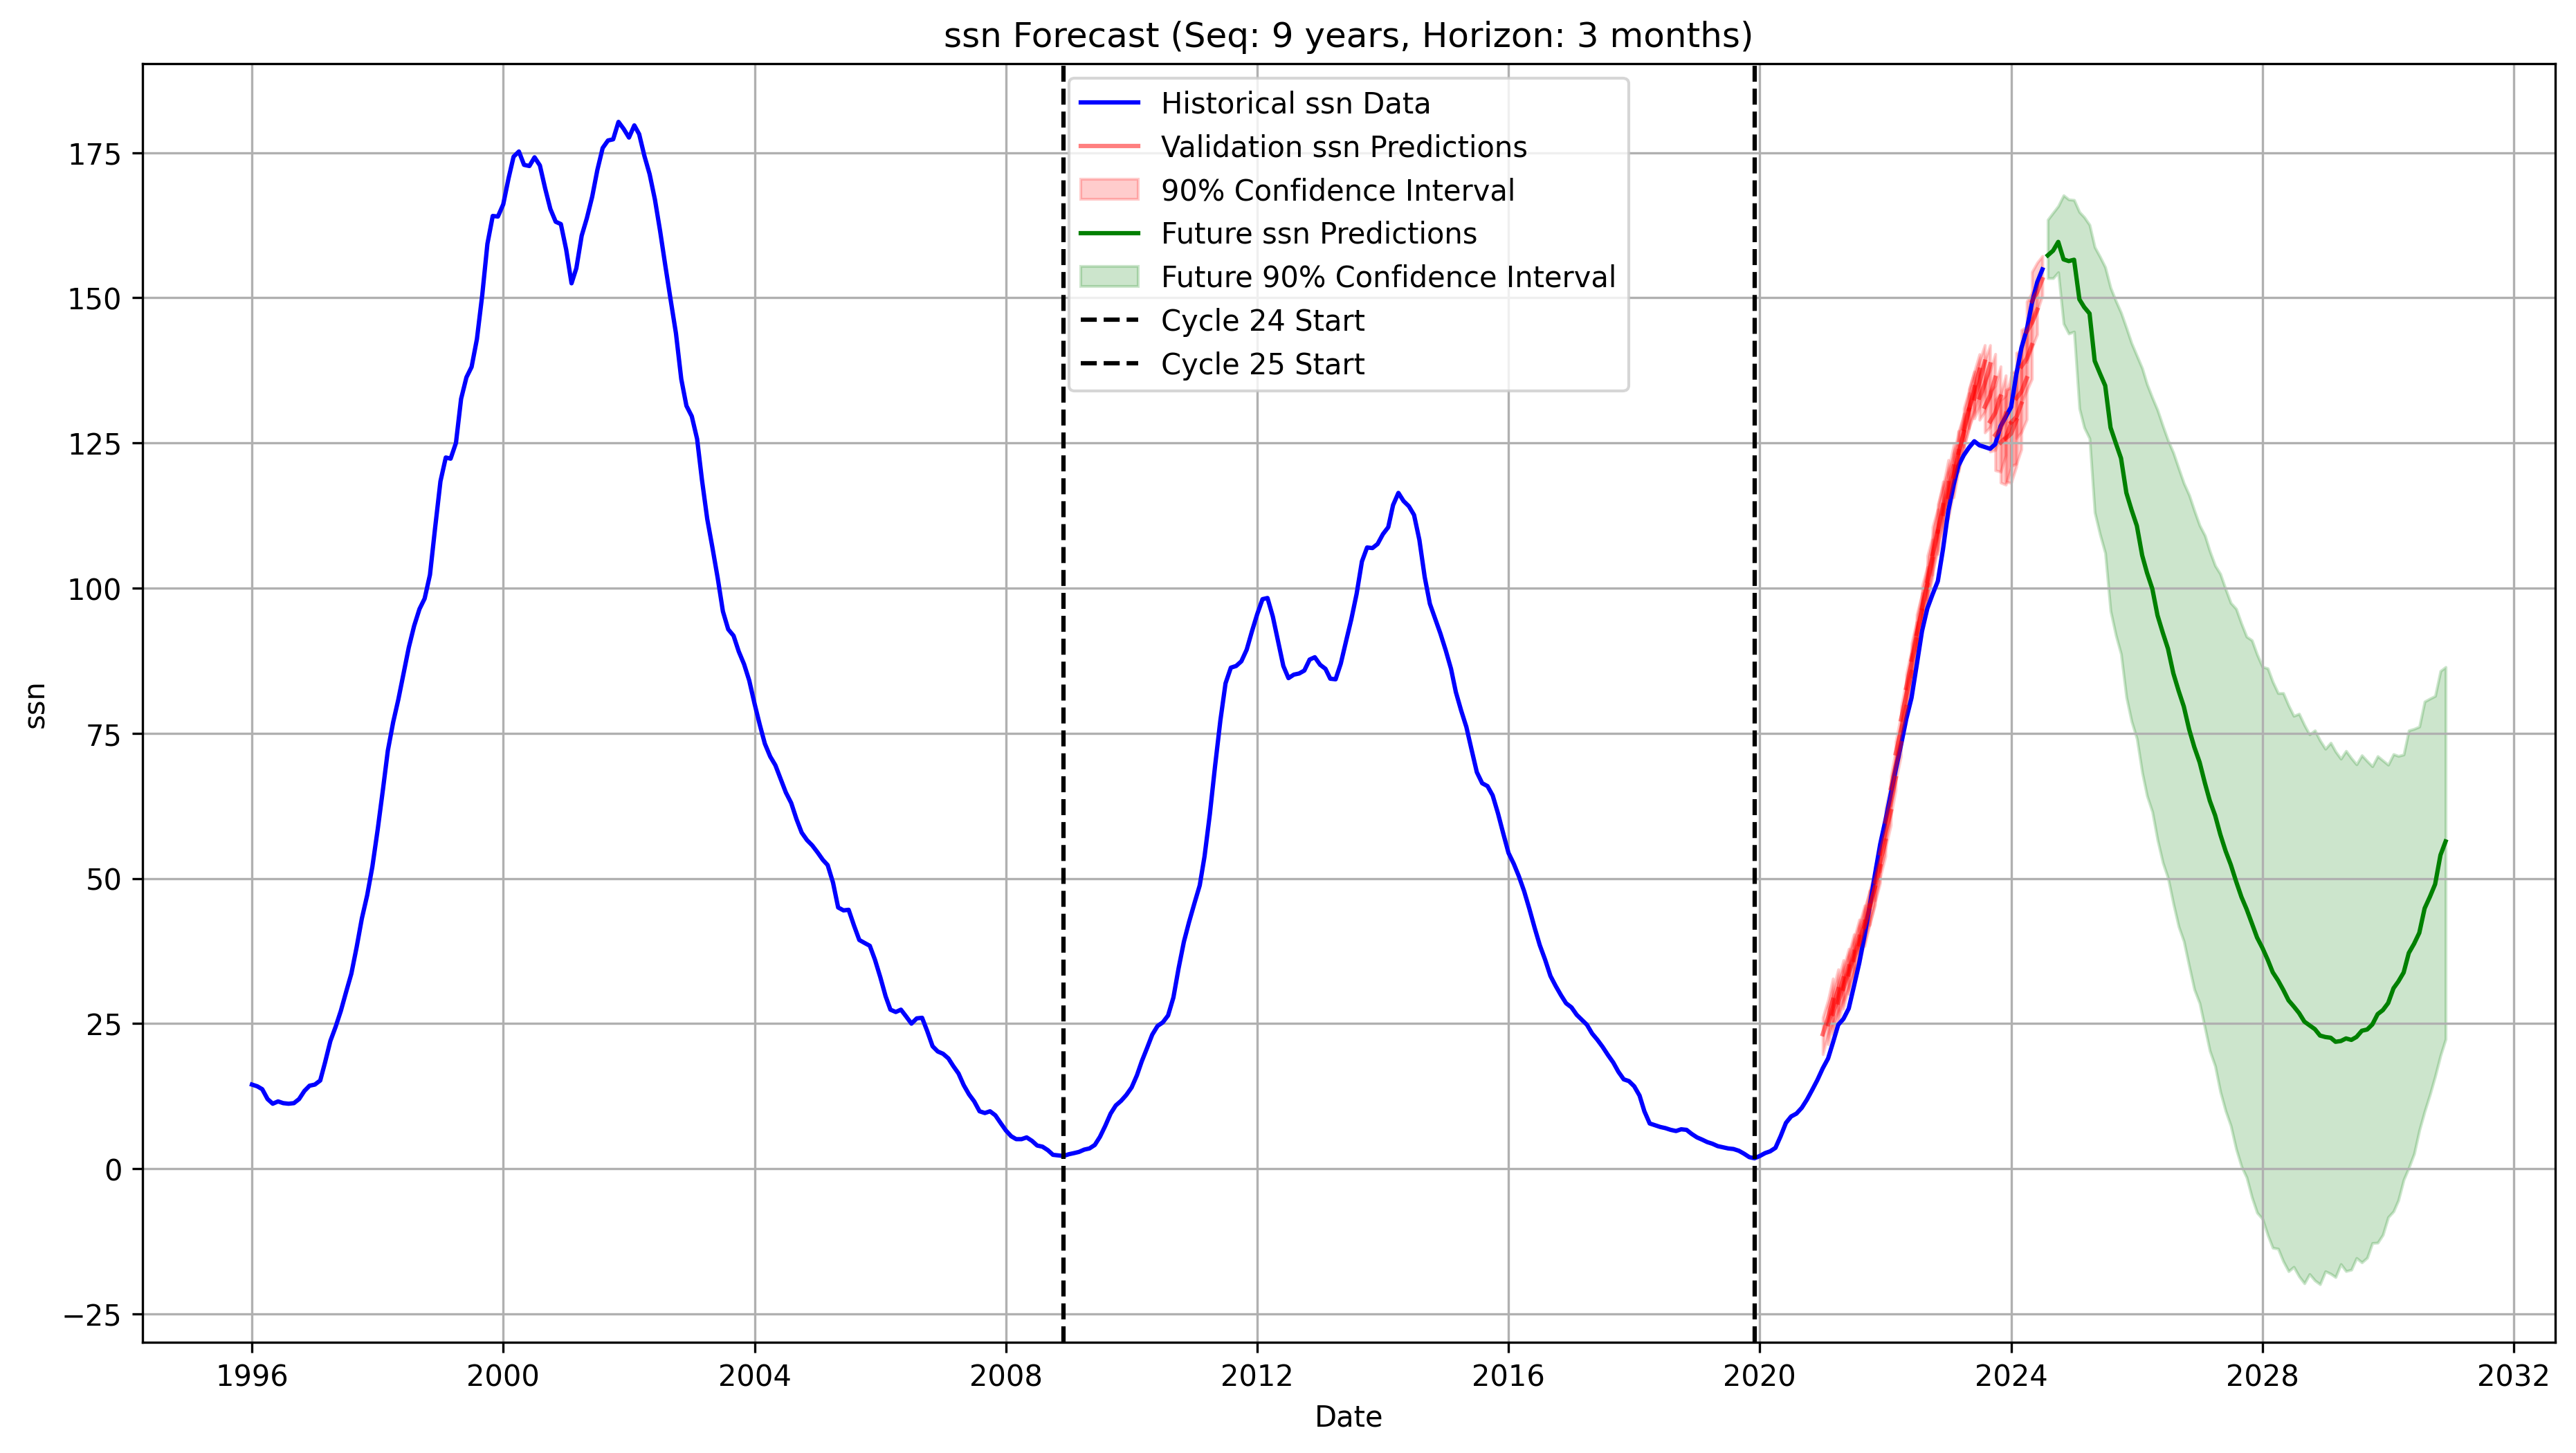 ssn Forecast (Seq: 9 years, Horizon: 3 months)
Historical ssn Data
Validation ssn Predictions
90% Confidence Interval
Future ssn Predictions
Future 90% Confidence Interval
Cycle 24 Start
Cycle 25 Start
ssn
175
150
125
100
75
50
25
0
−25
1996 2000 2004 2008 2012 2016 2020 2024 2028 2032
Date